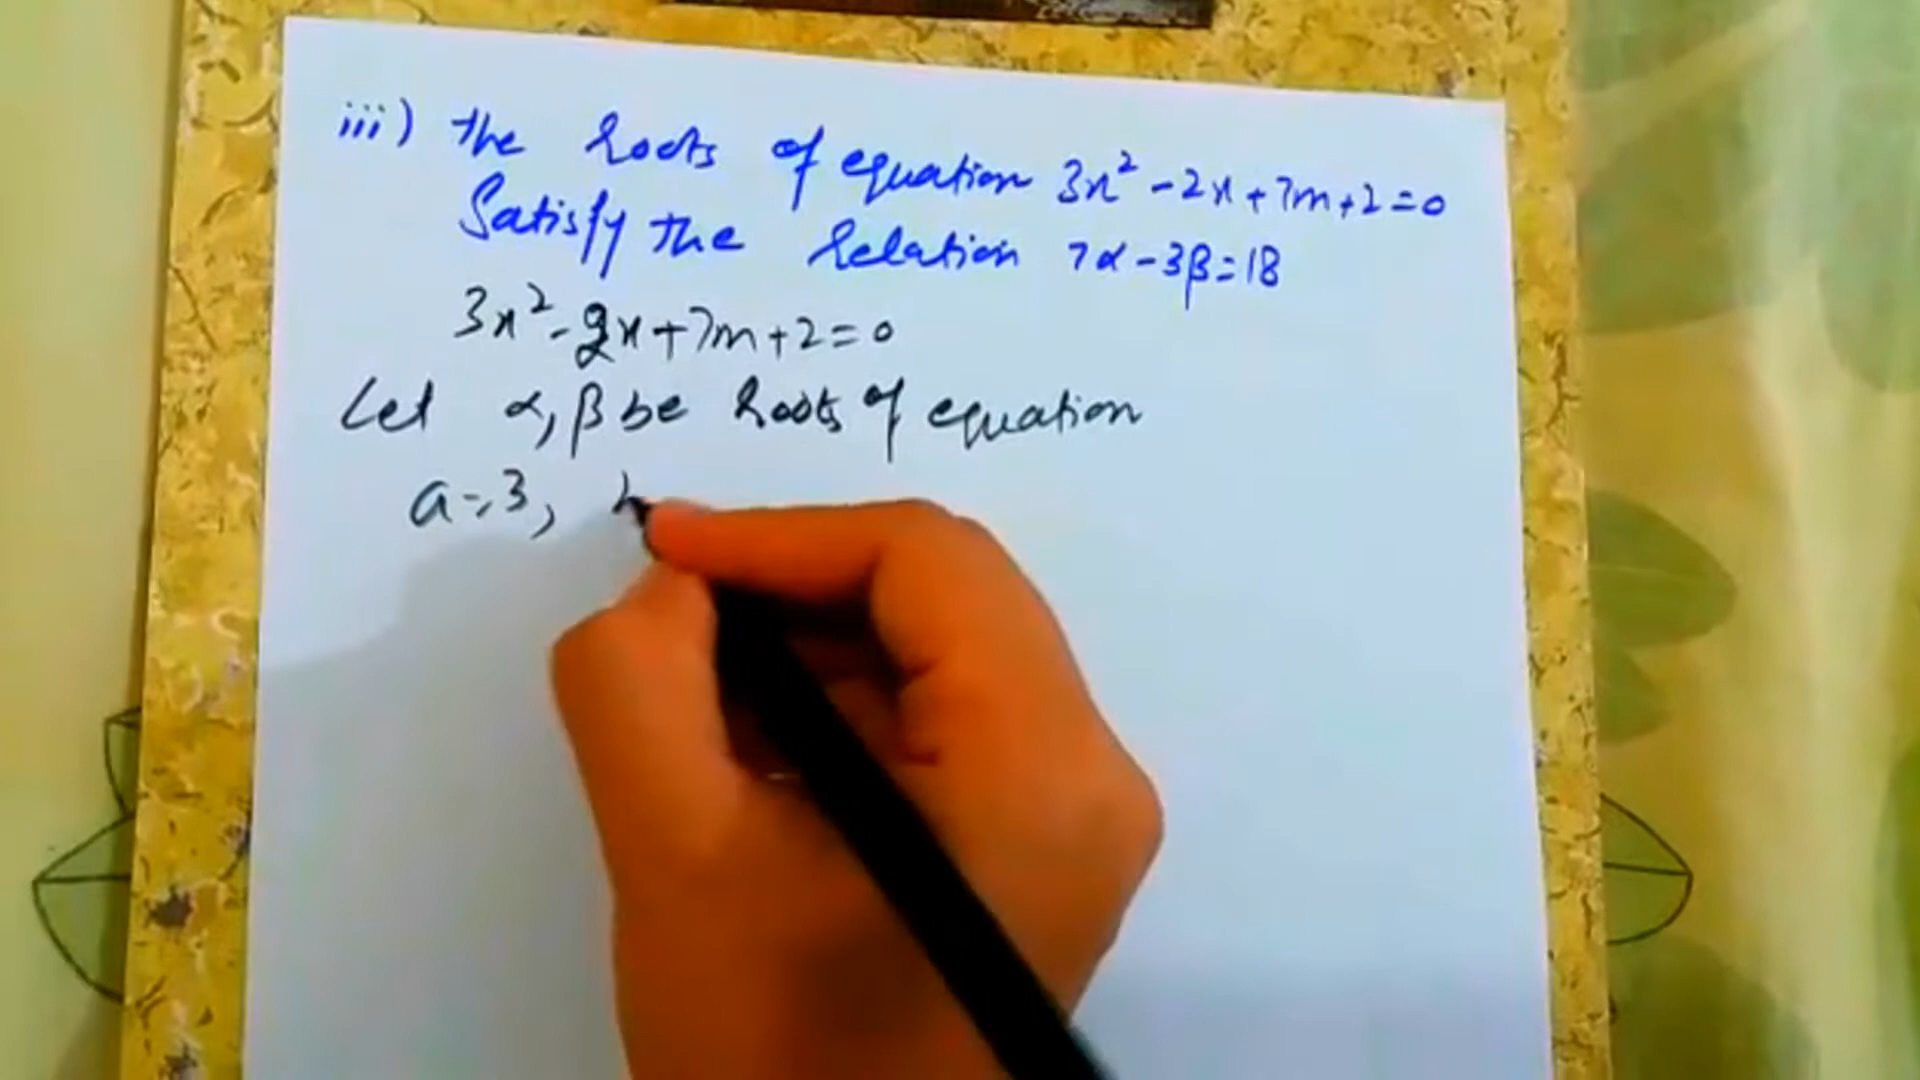 iii) the Roots of equation 3x² - 2x + 7m + 2 = 0
Satisfy the Relation 7α - 3β = 18
3x² - 2x + 7m + 2 = 0
Let α, β be Roots of equation
a = 3, b